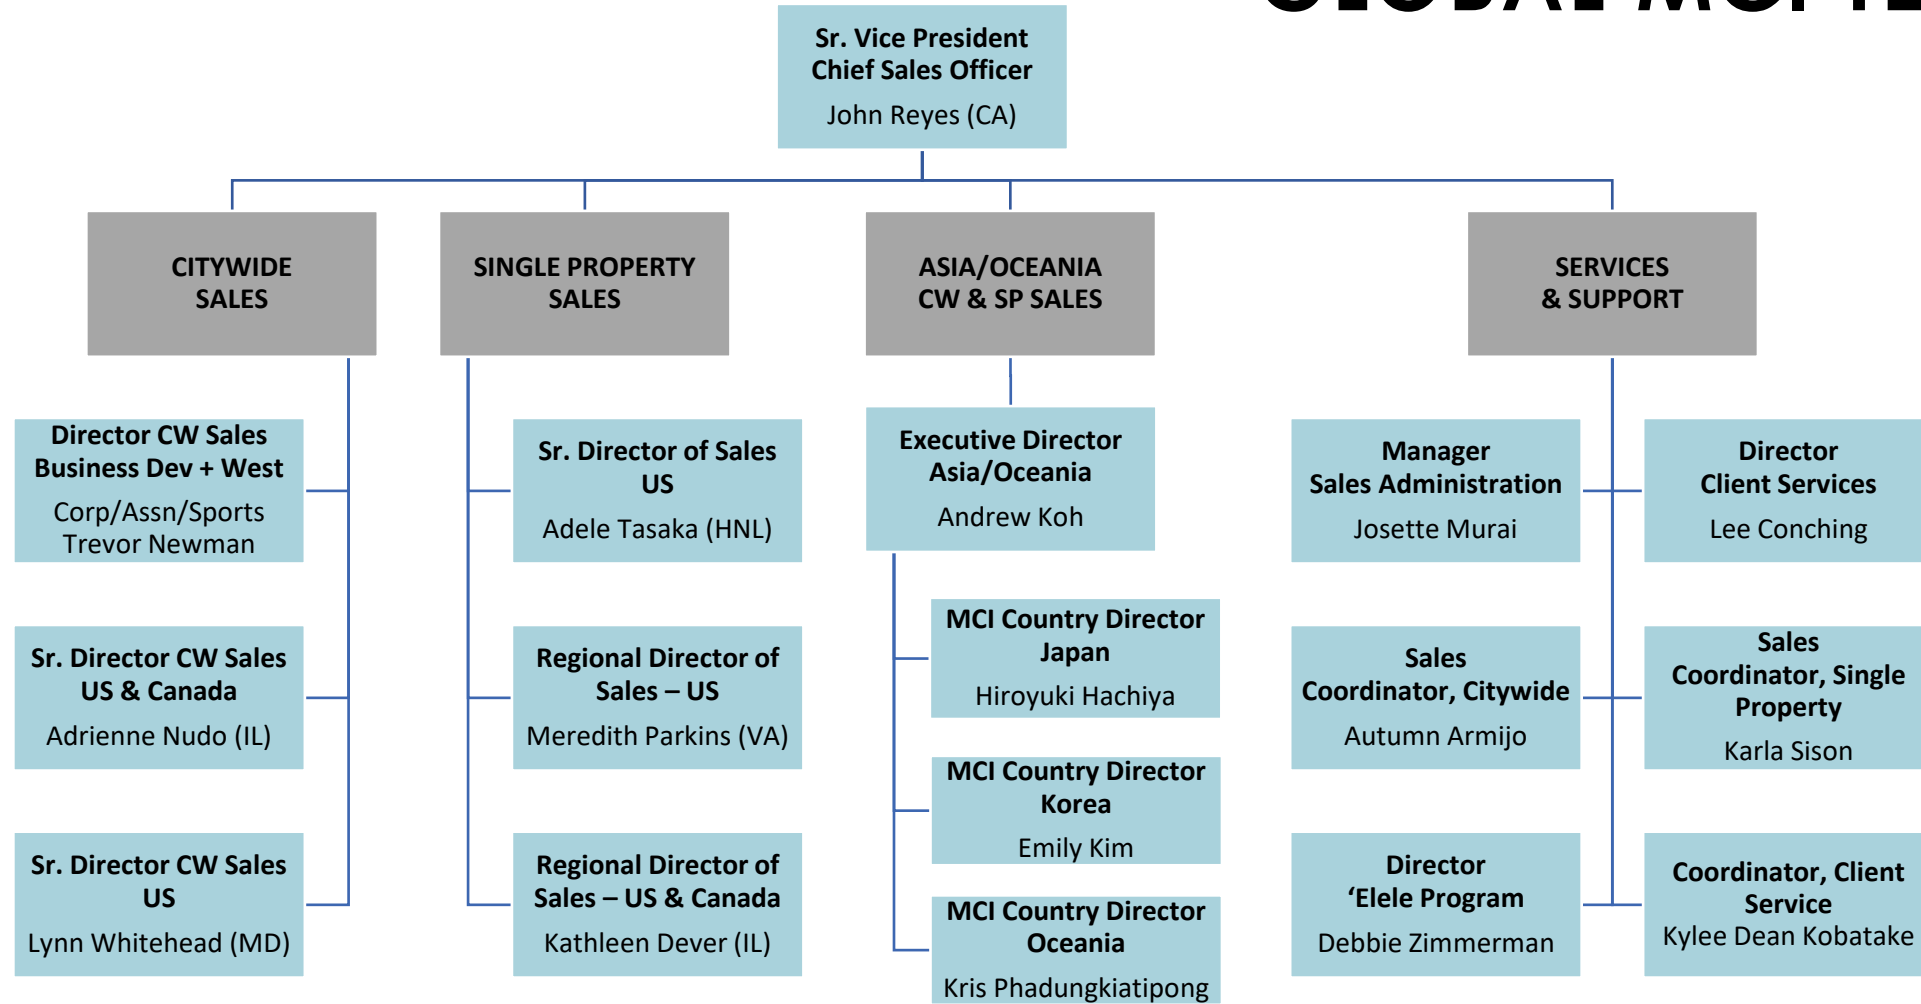 GLOBAL MCI
Sr. Vice President
Chief Sales Officer
John Reyes (CA)
CITYWIDE
SALES
Director CW Sales
Business Dev + West
Corp/Assn/Sports
Trevor Newman
Sr. Director CW Sales
US & Canada
Adrienne Nudo (IL)
Sr. Director CW Sales
US
Lynn Whitehead (MD)
SINGLE PROPERTY
SALES
Sr. Director of Sales
US
Adele Tasaka (HNL)
Regional Director of
Sales – US
Meredith Parkins (VA)
Regional Director of
Sales – US & Canada
Kathleen Dever (IL)
ASIA/OCEANIA
CW & SP SALES
Executive Director
Asia/Oceania
Andrew Koh
MCI Country Director
Japan
Hiroyuki Hachiya
MCI Country Director
Korea
Emily Kim
MCI Country Director
Oceania
Kris Phadungkiatipong
SERVICES
& SUPPORT
Manager
Sales Administration
Josette Murai
Director
Client Services
Lee Conching
Sales
Coordinator, Citywide
Autumn Armijo
Sales
Coordinator, Single
Property
Karla Sison
Director
‘Elele Program
Debbie Zimmerman
Coordinator, Client
Service
Kylee Dean Kobatake